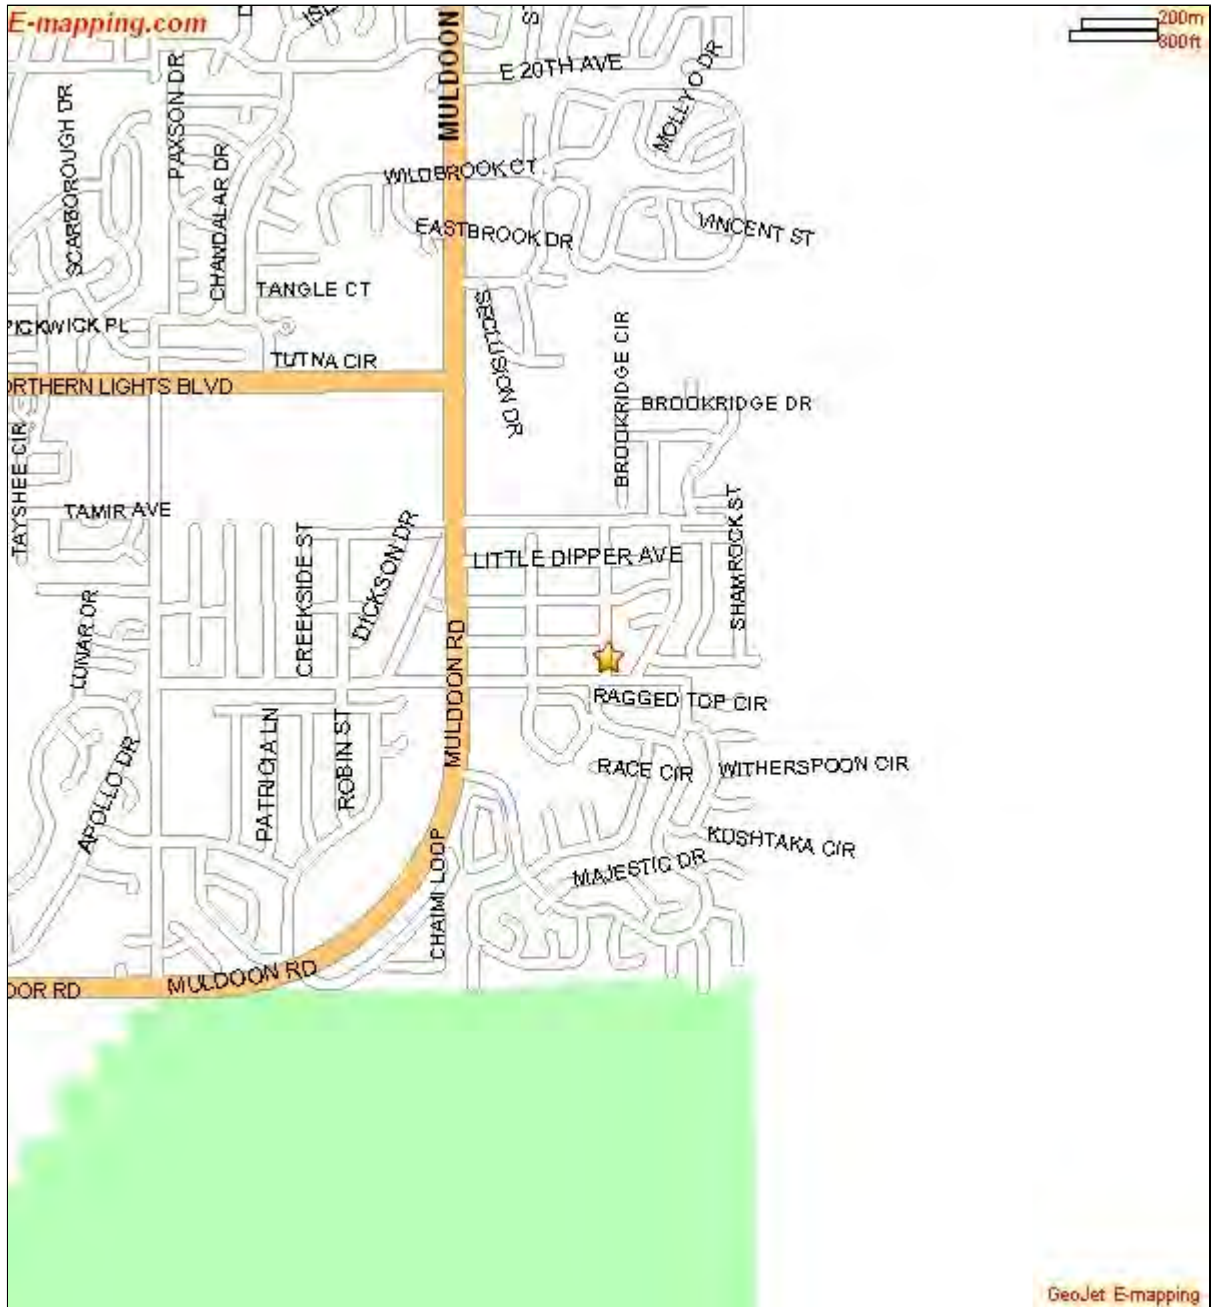 E-mapping.com
200m
800ft
MULDOON
E 20TH AVE
MOLLY O DR
PAXSON DR
SCARBOROUGH DR
CHANDALAR DR
WILDBROOK CT
EASTBROOK DR
VINCENT ST
TANGLE CT
SECLUSION DR
BROOKRIDGE CIR
PICKWICK PL
TUTNA CIR
ORTHERN LIGHTS BLVD
BROOKRIDGE DR
TAYSHEE CIR
TAMIR AVE
CREEKSIDE ST
DICKSON DR
LITTLE DIPPER AVE
SHAMROCK ST
LUNAR DR
MULDOON RD
RAGGED TOP CIR
APOLLO DR
PATRICIA LN
ROBIN ST
RACE CIR
WITHERSPOON CIR
KUSHTAKA CIR
CHAIMI LOOP
MAJESTIC DR
DOR RD
MULDOON RD
GeoJet E-mapping